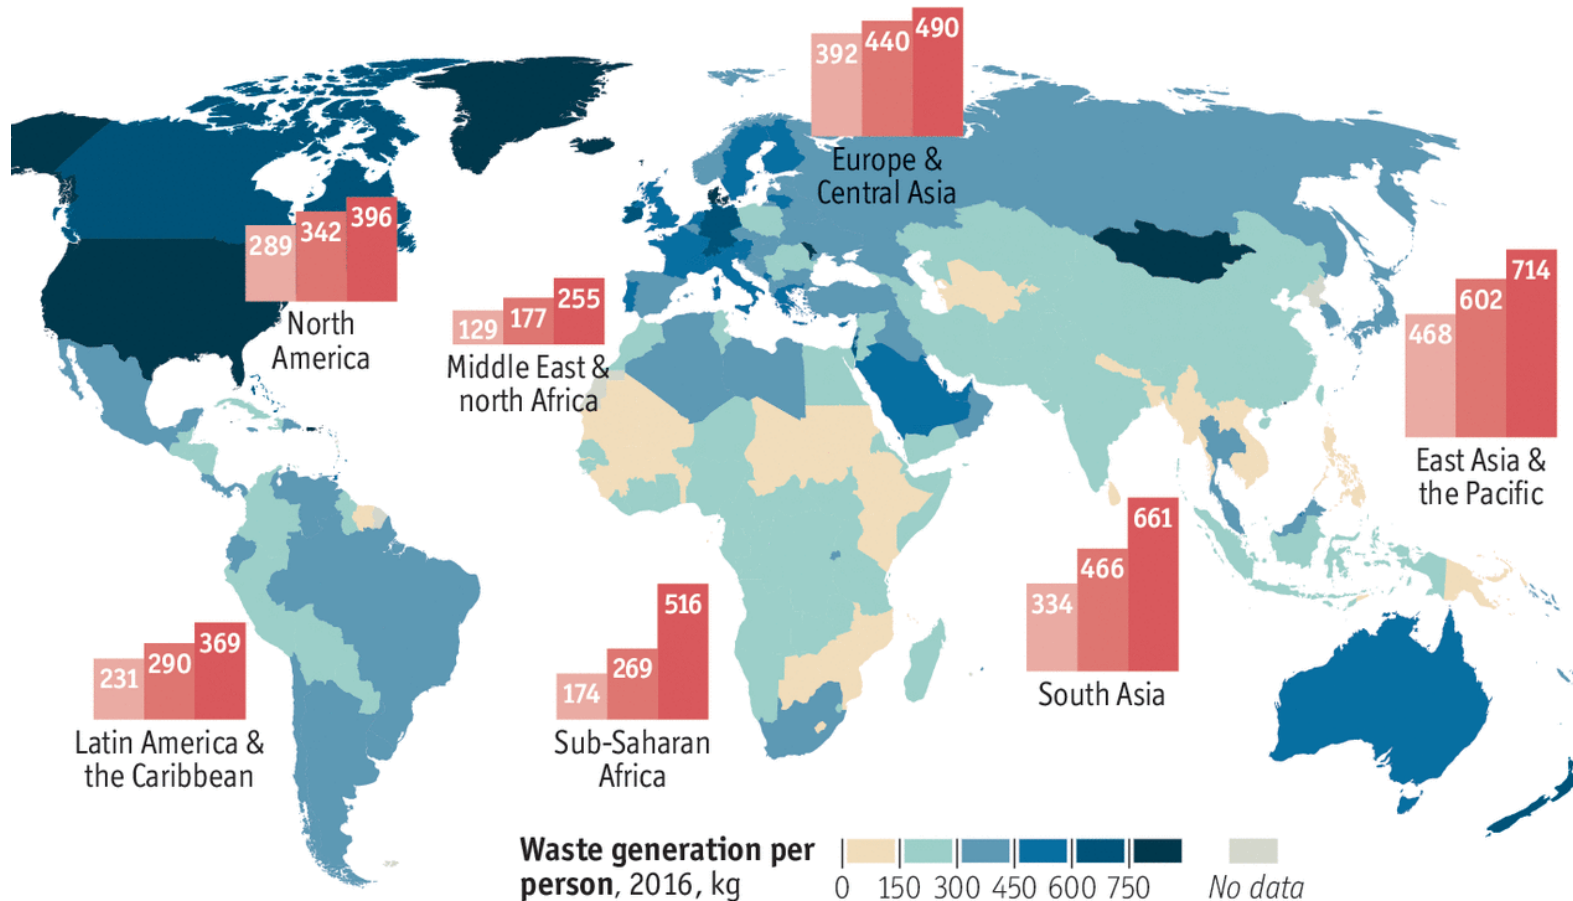 392 440 490
Europe &
Central Asia
289 342 396
North
America
129 177 255
Middle East &
north Africa
468 602 714
East Asia &
the Pacific
334 466 661
South Asia
174 269 516
Sub-Saharan
Africa
231 290 369
Latin America &
the Caribbean
Waste generation per
person, 2016, kg
0 150 300 450 600 750
No data